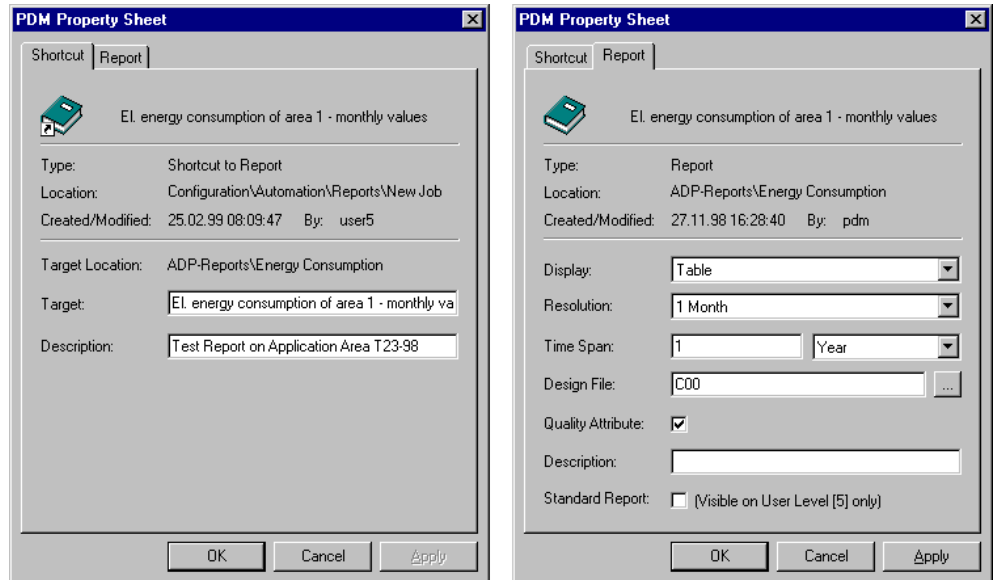 PDM Property Sheet
Shortcut Report
El. energy consumption of area 1 - monthly values
Type: Shortcut to Report
Location: Configuration\Automation\Reports\New Job
Created/Modified: 25.02.99 08:09:47 By: user5
Target Location: ADP-Reports\Energy Consumption
Target: El. energy consumption of area 1 - monthly va
Description: Test Report on Application Area T23-98
OK Cancel Apply
PDM Property Sheet
Shortcut Report
El. energy consumption of area 1 - monthly values
Type: Report
Location: ADP-Reports\Energy Consumption
Created/Modified: 27.11.98 16:28:40 By: pdm
Display: Table
Resolution: 1 Month
Time Span: 1 Year
Design File: C00 ...
Quality Attribute:
Description:
Standard Report: (Visible on User Level [5] only)
OK Cancel Apply